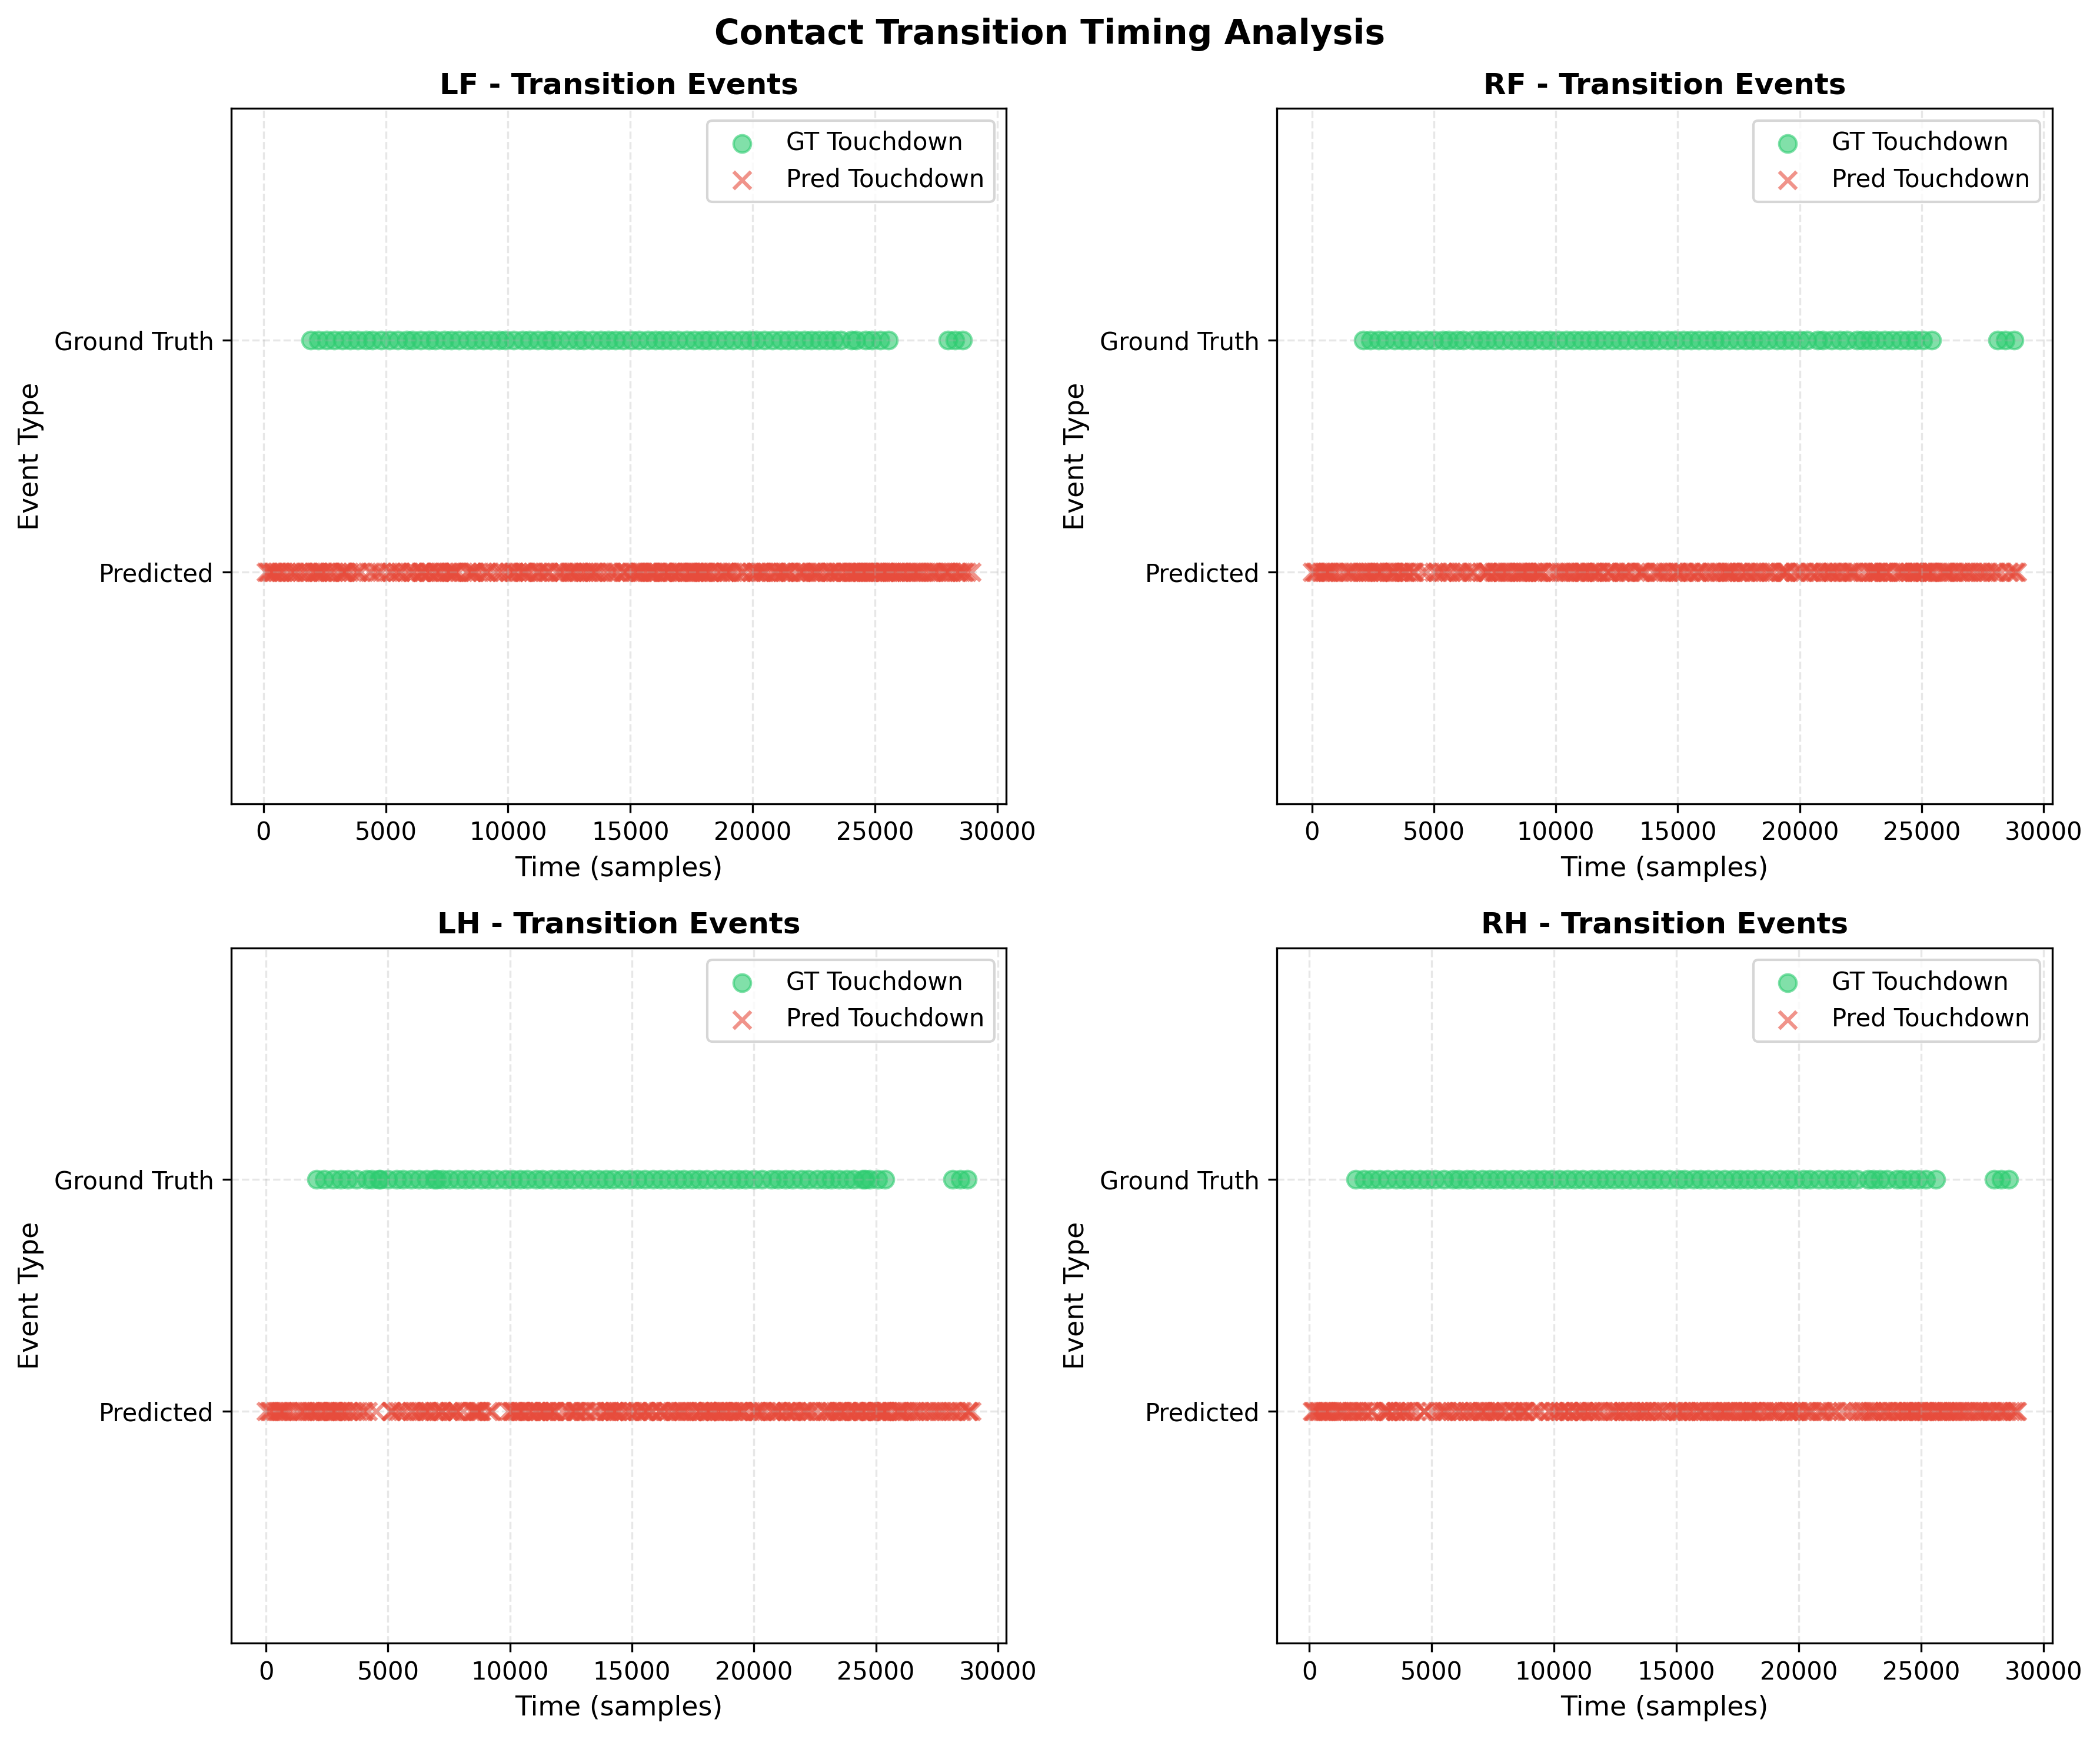 Contact Transition Timing Analysis
LF - Transition Events
GT Touchdown
Pred Touchdown
Ground Truth
Predicted
Event Type
0 5000 10000 15000 20000 25000 30000
Time (samples)
RF - Transition Events
GT Touchdown
Pred Touchdown
Ground Truth
Predicted
Event Type
0 5000 10000 15000 20000 25000 30000
Time (samples)
LH - Transition Events
GT Touchdown
Pred Touchdown
Ground Truth
Predicted
Event Type
0 5000 10000 15000 20000 25000 30000
Time (samples)
RH - Transition Events
GT Touchdown
Pred Touchdown
Ground Truth
Predicted
Event Type
0 5000 10000 15000 20000 25000 30000
Time (samples)